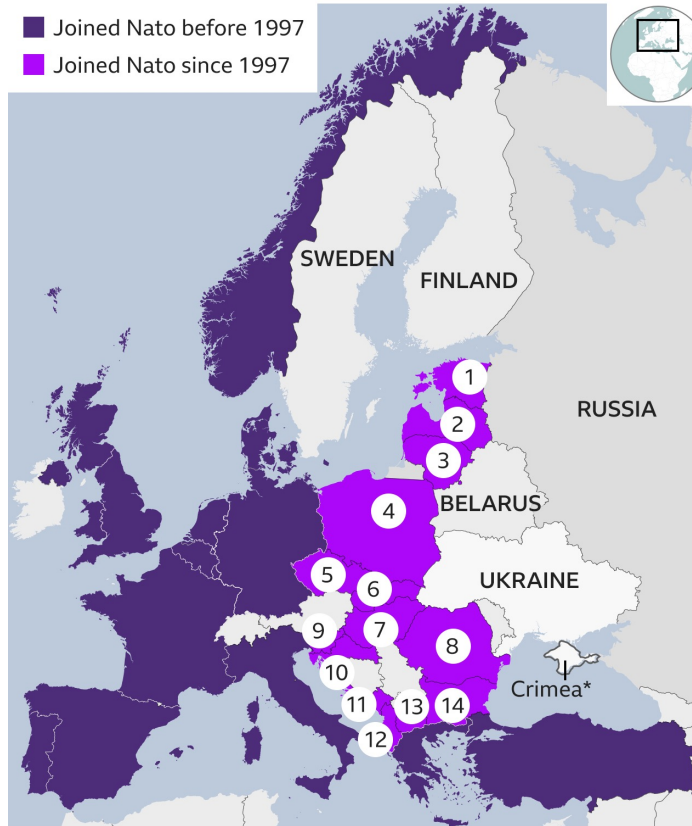 Joined Nato before 1997
Joined Nato since 1997
SWEDEN
FINLAND
1
RUSSIA
2
3
BELARUS
4
5
UKRAINE
6
7
9
8
10
Crimea*
11
13
14
12